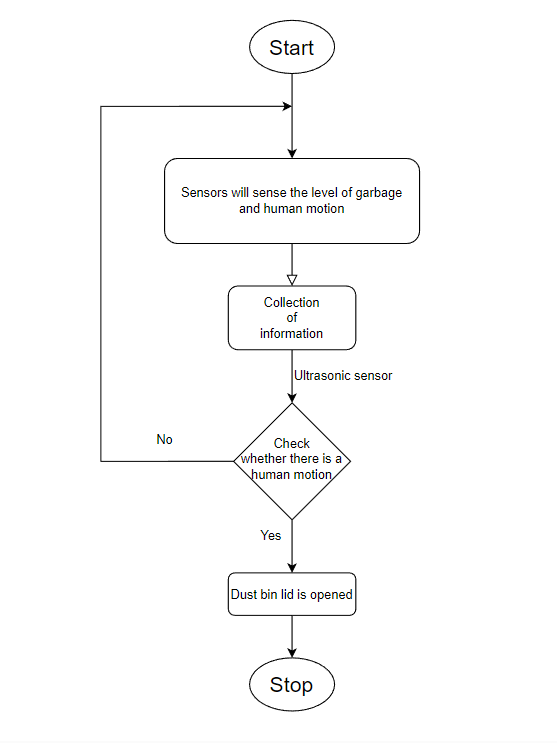 Start
Sensors will sense the level of garbage
and human motion
Collection
of
information
Ultrasonic sensor
Check
whether there is a
human motion
No
Yes
Dust bin lid is opened
Stop